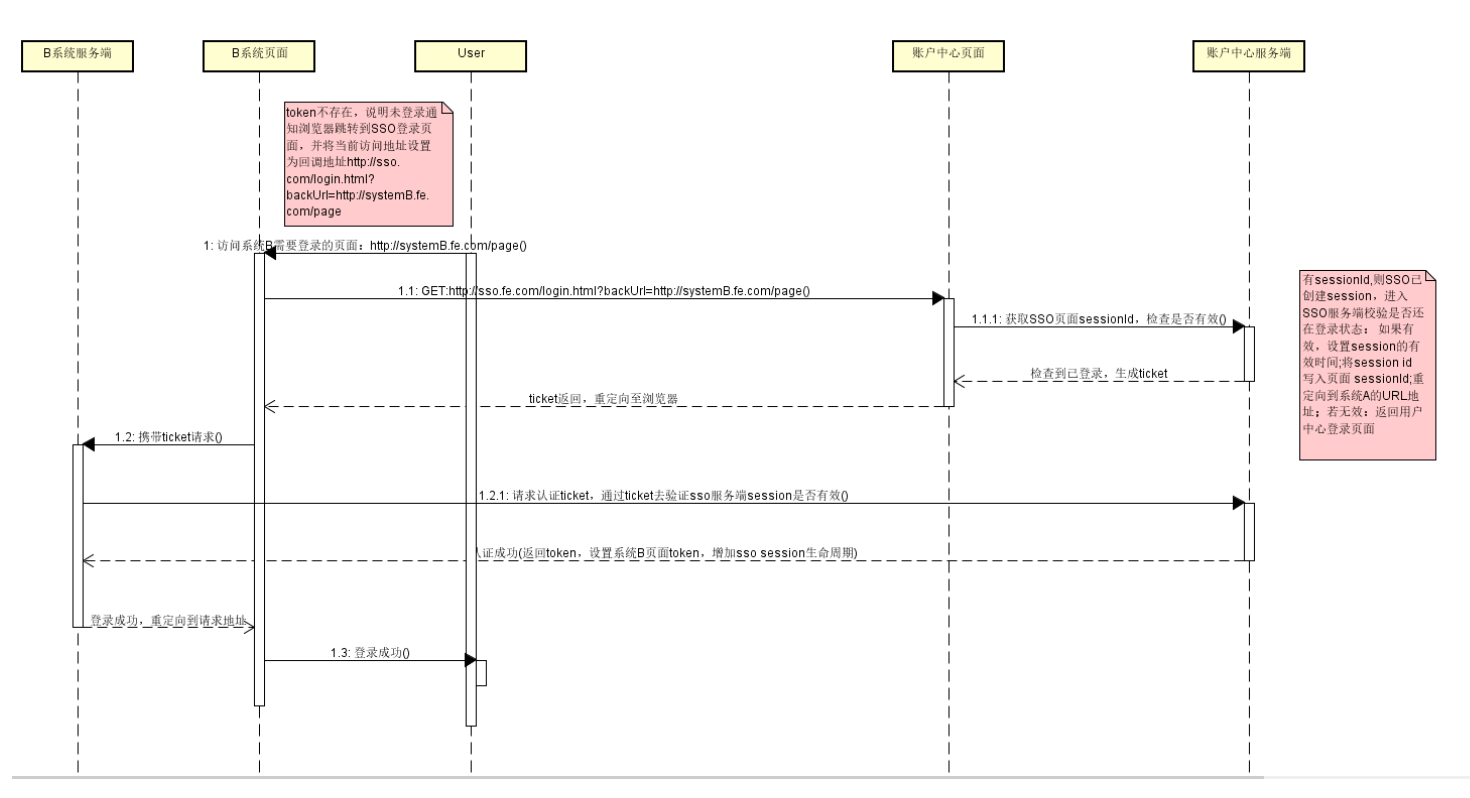 B系统服务端
B系统页面
User
账户中心页面
账户中心服务端
token不存在，说明未登录通
知浏览器跳转到SSO登录页
面，并将当前访问地址设置
为回调地址http://sso.
com/login.html?
backUrl=http://systemB.fe.
com/page
1: 访问系统B需要登录的页面：http://systemB.fe.com/page()
有sessionId,则SSO已
创建session，进入
SSO服务端校验是否还
在登录状态： 如果有
效，设置session的有
效时间;将session id
写入页面 sessionId;重
定向到系统A的URL地
址；若无效：返回用户
中心登录页面
1.1: GET:http://sso.fe.com/login.html?backUrl=http://systemB.fe.com/page()
1.1.1: 获取SSO页面sessionId，检查是否有效()
检查到已登录，生成ticket
ticket返回，重定向至浏览器
1.2: 携带ticket请求()
1.2.1: 请求认证ticket，通过ticket去验证sso服务端session是否有效()
认证成功(返回token，设置系统B页面token，增加sso session生命周期)
登录成功，重定向到请求地址
1.3: 登录成功()